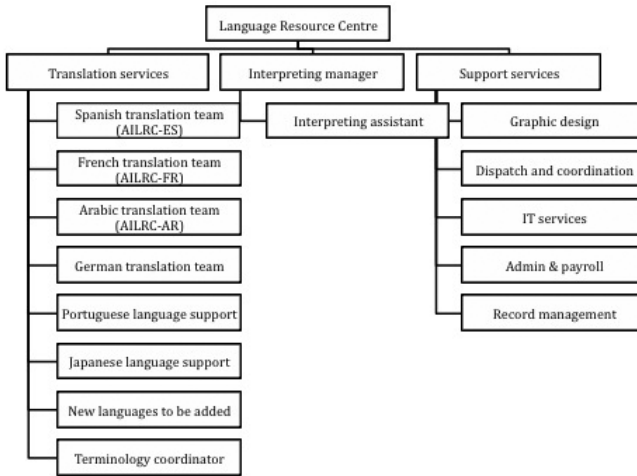 Language Resource Centre
Translation services
Interpreting manager
Support services
Spanish translation team
(AILRC-ES)
French translation team
(AILRC-FR)
Arabic translation team
(AILRC-AR)
German translation team
Portuguese language support
Japanese language support
New languages to be added
Terminology coordinator
Interpreting assistant
Graphic design
Dispatch and coordination
IT services
Admin & payroll
Record management